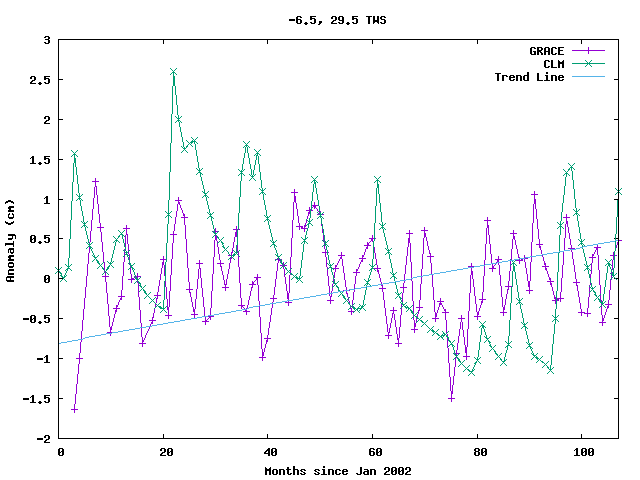 -6.5, 29.5 TWS
GRACE
CLM
Trend Line
3
2.5
2
1.5
1
0.5
0
-0.5
-1
-1.5
-2
Anomaly (cm)
0 20 40 60 80 100
Months since Jan 2002